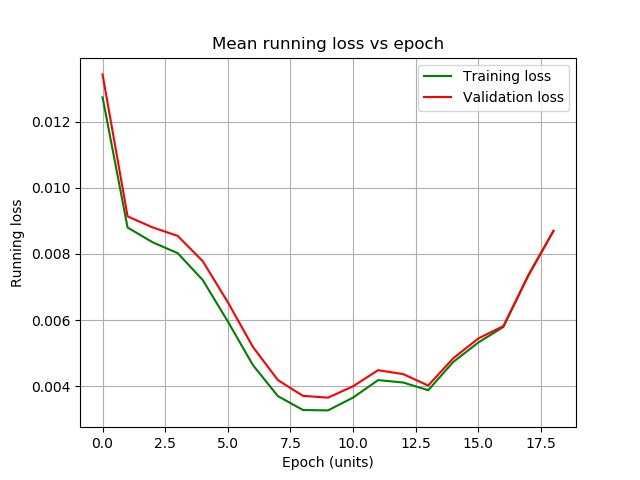 Mean running loss vs epoch
Training loss
Validation loss
0.012
0.010
0.008
0.006
0.004
Running loss
0.0 2.5 5.0 7.5 10.0 12.5 15.0 17.5
Epoch (units)